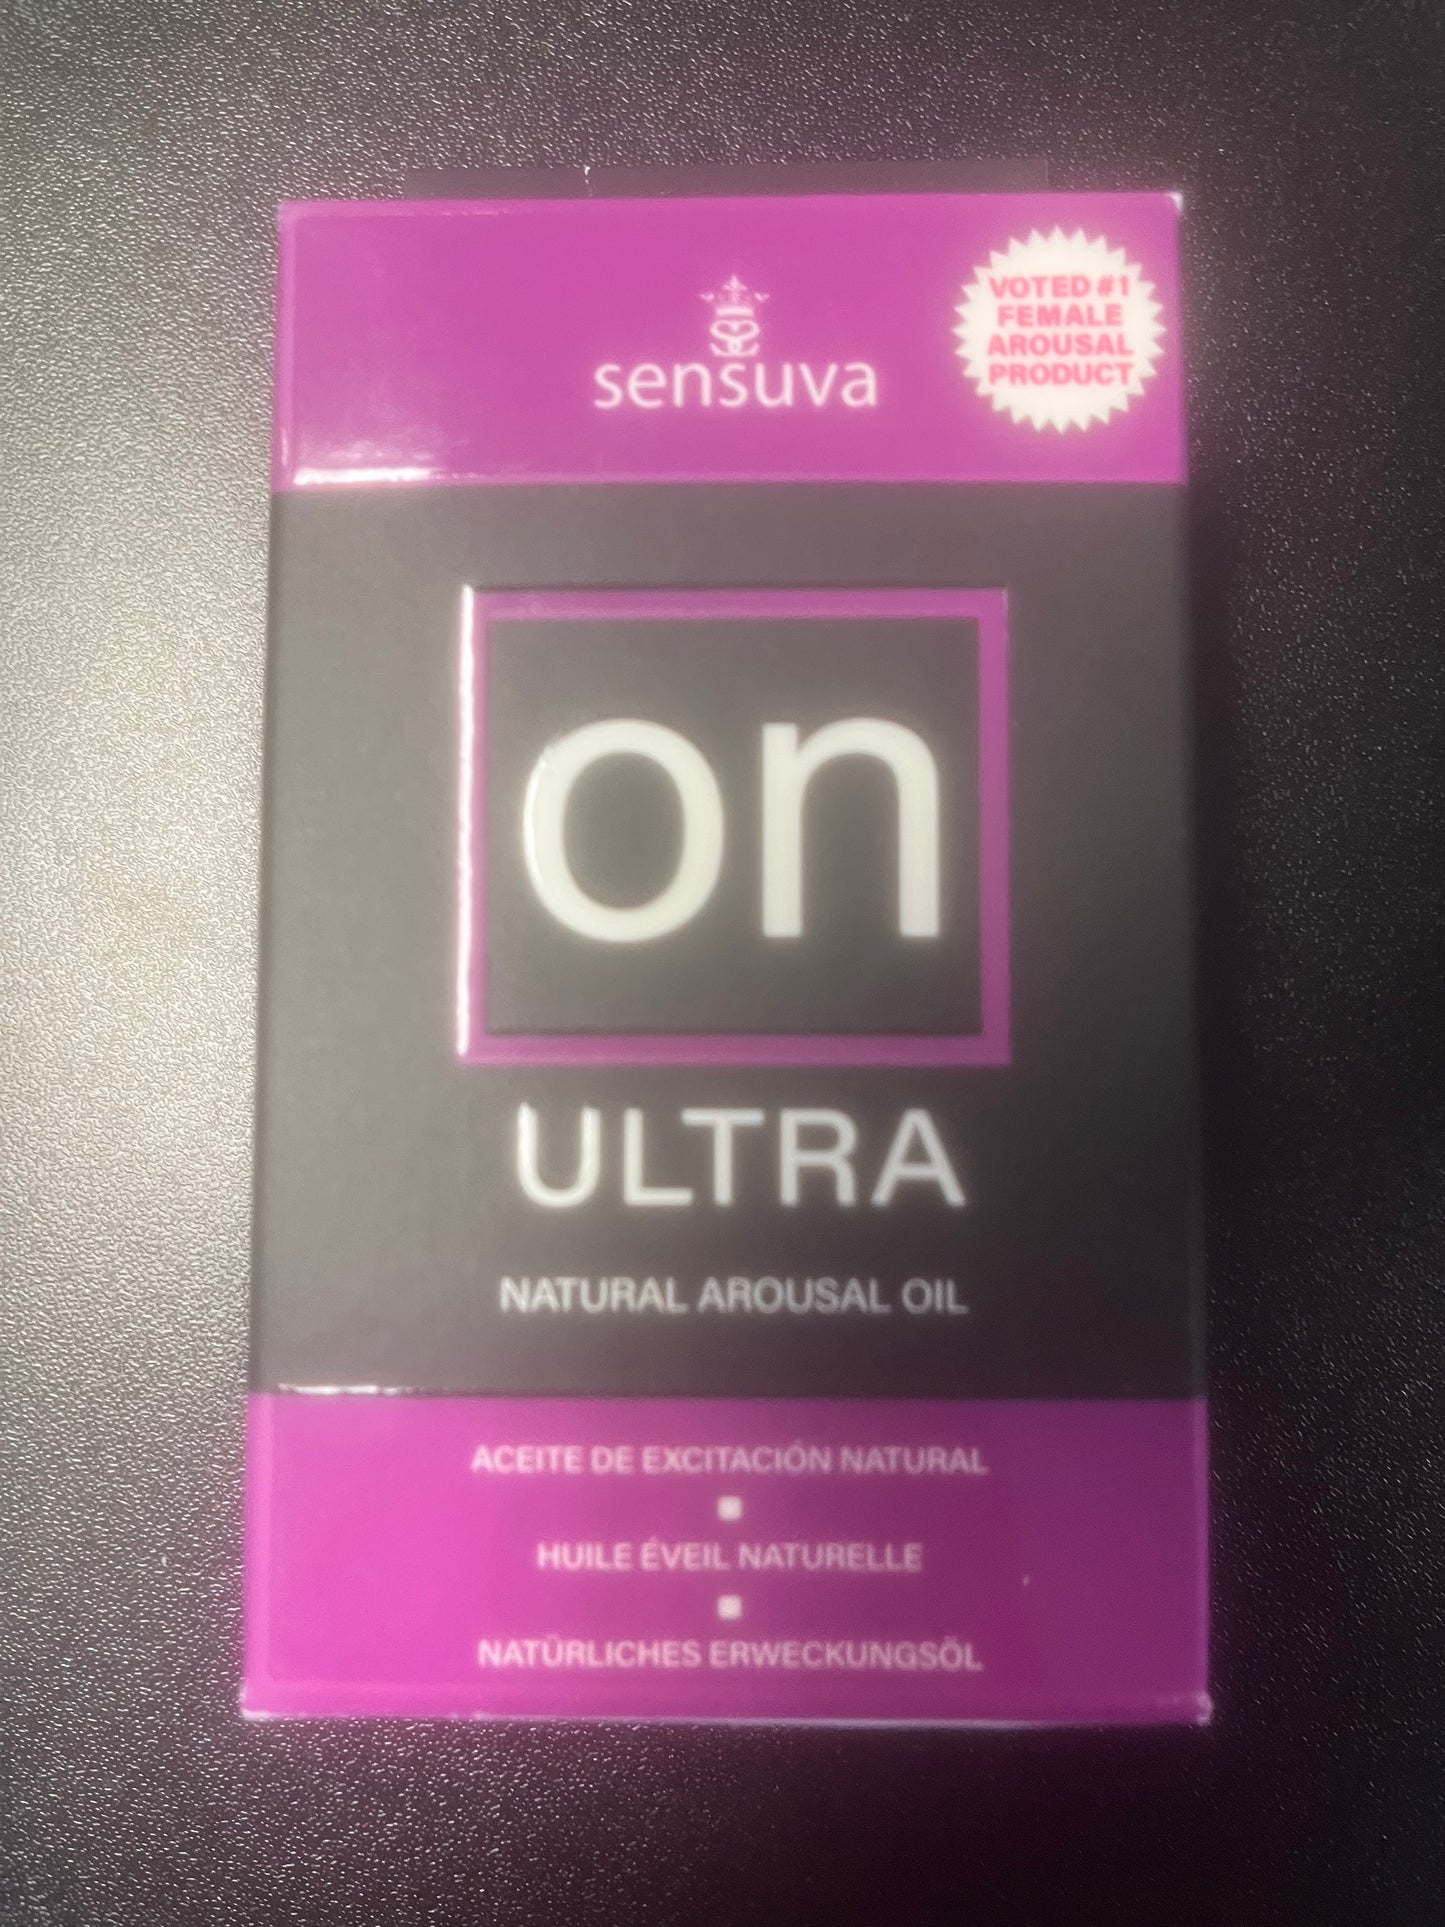 sensuva
VOTED #1
FEMALE
AROUSAL
PRODUCT
on
ULTRA
NATURAL AROUSAL OIL
ACEITE DE EXCITACIÓN NATURAL
HUILE ÉVEIL NATURELLE
NATÜRLICHES ERWECKUNGSÖL